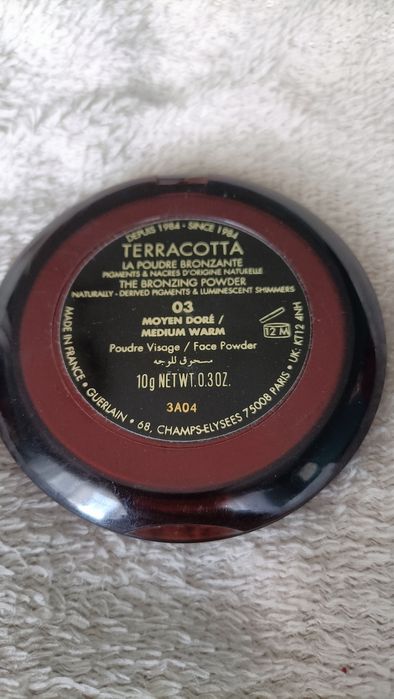 DEPUIS 1984 - SINCE 1984
TERRACOTTA
LA POUDRE BRONZANTE
PIGMENTS & NACRES D'ORIGINE NATURELLE
THE BRONZING POWDER
NATURALLY - DERIVED PIGMENTS & LUMINESCENT SHIMMERS
03
MOYEN DORÉ /
MEDIUM WARM
12 M
Poudre Visage / Face Powder
مسحوق للوجه
10g NET WT. 0.3 OZ.
3A04
MADE IN FRANCE • GUERLAIN • 68, CHAMPS-ELYSEES 75008 PARIS • UK: KT12 4NH